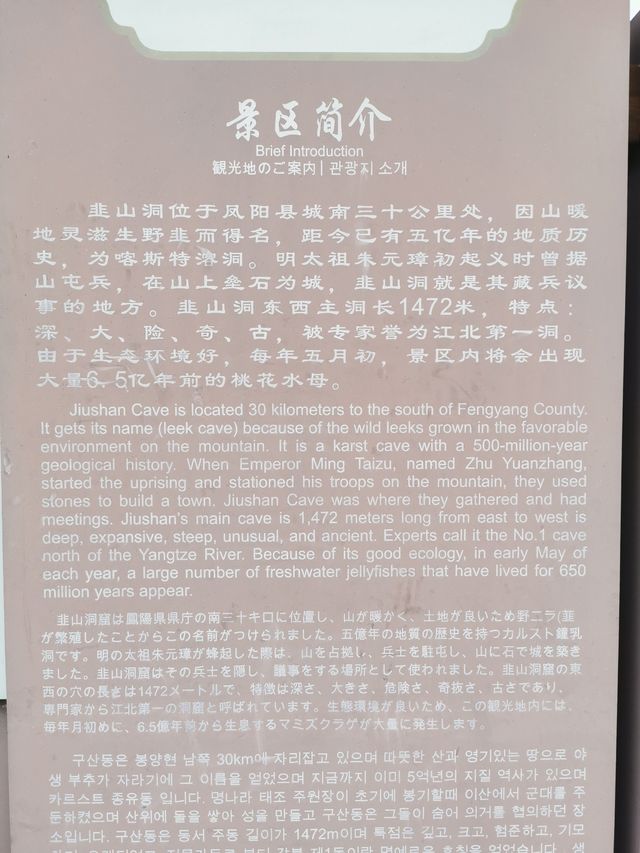 景区简介
Brief Introduction
観光地のご案内| 관광지 소개
韭山洞位于凤阳县城南三十公里处，因山暖
地灵滋生野韭而得名，距今已有五亿年的地质历
史，为喀斯特溶洞。明太祖朱元璋初起义时曾据
山屯兵，在山上垒石为城，韭山洞就是其藏兵议
事的地方。韭山洞东西主洞长1472米，特点：
深、大、险、奇、古，被专家誉为江北第一洞。
由于生态环境好，每年五月初，景区内将会出现
大量6.5亿年前的桃花水母。
Jiushan Cave is located 30 kilometers to the south of Fengyang County.
It gets its name (leek cave) because of the wild leeks grown in the favorable
environment on the mountain. It is a karst cave with a 500-million-year
geological history. When Emperor Ming Taizu, named Zhu Yuanzhang,
started the uprising and stationed his troops on the mountain, they used
stones to build a town. Jiushan Cave was where they gathered and had
meetings. Jiushan's main cave is 1,472 meters long from east to west is
deep, expansive, steep, unusual, and ancient. Experts call it the No.1 cave
north of the Yangtze River. Because of its good ecology, in early May of
each year, a large number of freshwater jellyfishes that have lived for 650
million years appear.
韭山洞窟は鳳陽県県庁の南三十キロに位置し、山が暖かく、土地が良いため野ニラ(韮
が繁殖したことからこの名前がつけられました。五億年の地質の歴史を持つカルスト鐘乳
洞です。明の太祖朱元璋が蜂起した際は、山を占拠し、兵士を駐屯し、山に石で城を築き
ました。韭山洞窟はその兵士を隠し、議事をする場所として使われました。韭山洞窟の東
西の穴の長さは1472メートルで、特徴は深さ、大きさ、危険さ、奇抜さ、古さであり、
専門家から江北第一の洞窟と呼ばれています。生態環境が良いため、この観光地内には、
毎年月初めに、6.5億年前から生息するマミズクラゲが大量に発生します。
구산동은 봉양현 남쪽 30km에 자리잡고 있으며 따뜻한 산과 영기있는 땅으로 야
생 부추가 자라기에 그 이름을 얻었으며 지금까지 이미 5억년의 지질 역사가 있으며
카르스트 종유동 입니다. 명나라 태조 주원장이 초기에 봉기할때 이산에서 군대를 주
둔하였으며 산위에 돌을 쌓아 성을 만들고 구산동은 그들이 숨어 의거를 협의하던 장
소입니다. 구산동은 동서 주동 길이가 1472m이며 특점은 깊고, 크고, 험준하고, 기모